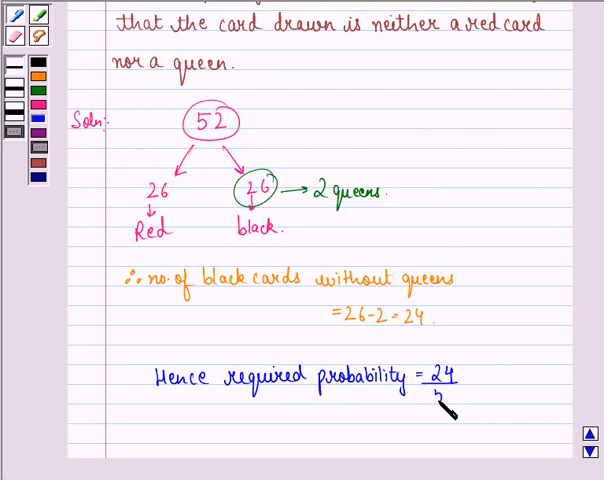 that the card drawn is neither a red card
nor a queen.
Soln:
52
26 26 → 2 queens.
Red black.
∴ no. of black cards without queens
= 26 - 2 = 24.
Hence required probability = 24